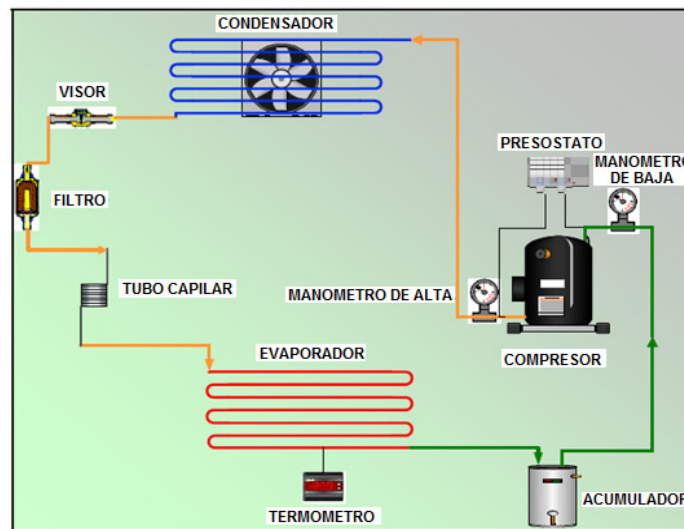 CONDENSADOR
VISOR
PRESOSTATO
MANOMETRO
DE BAJA
FILTRO
TUBO CAPILAR
MANOMETRO DE ALTA
EVAPORADOR
COMPRESOR
TERMOMETRO
ACUMULADOR